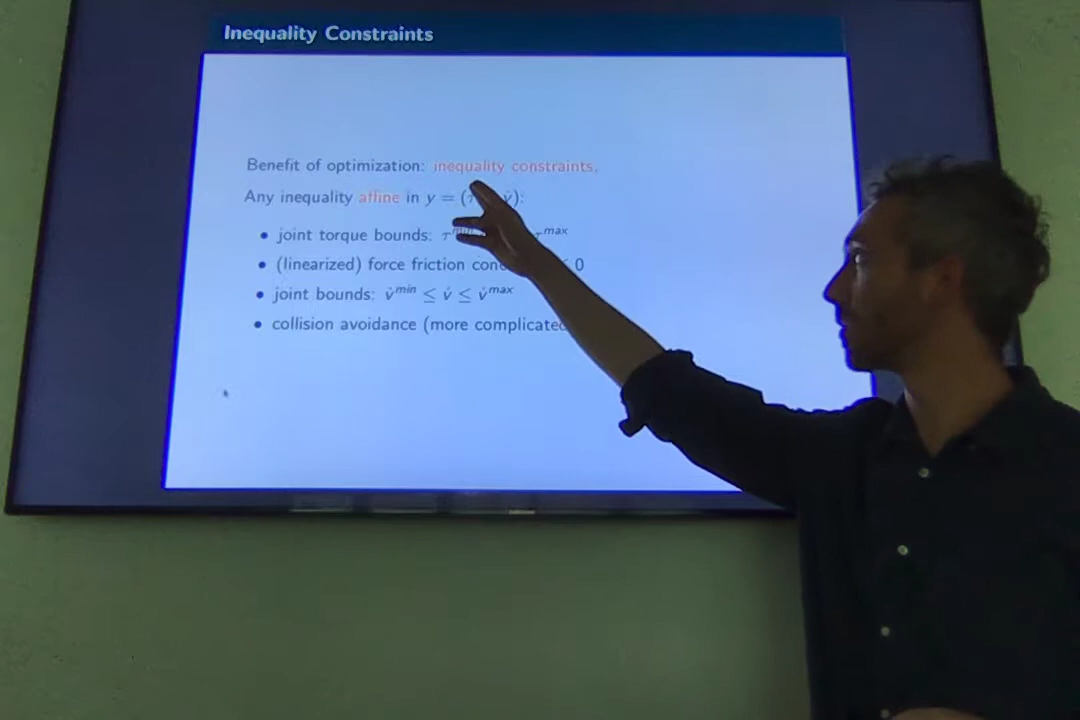 Inequality Constraints
Benefit of optimization: inequality constraints.
Any inequality affine in y = ( v̇):
• joint torque bounds: τ max
• (linearized) force friction 0
• joint bounds: v̇^min ≤ v̇ ≤ v̇^max
• collision avoidance (more complicated